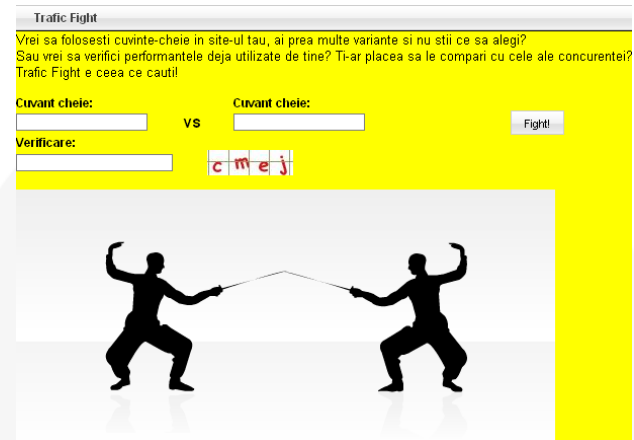 Trafic Fight
Vrei sa folosesti cuvinte-cheie in site-ul tau, ai prea multe variante si nu stii ce sa alegi?
Sau vrei sa verifici performantele deja utilizate de tine? Ti-ar placea sa le compari cu cele ale concurentei?
Trafic Fight e ceea ce cauti!
Cuvant cheie: Cuvant cheie:
vs Fight!
Verificare:
c m e j